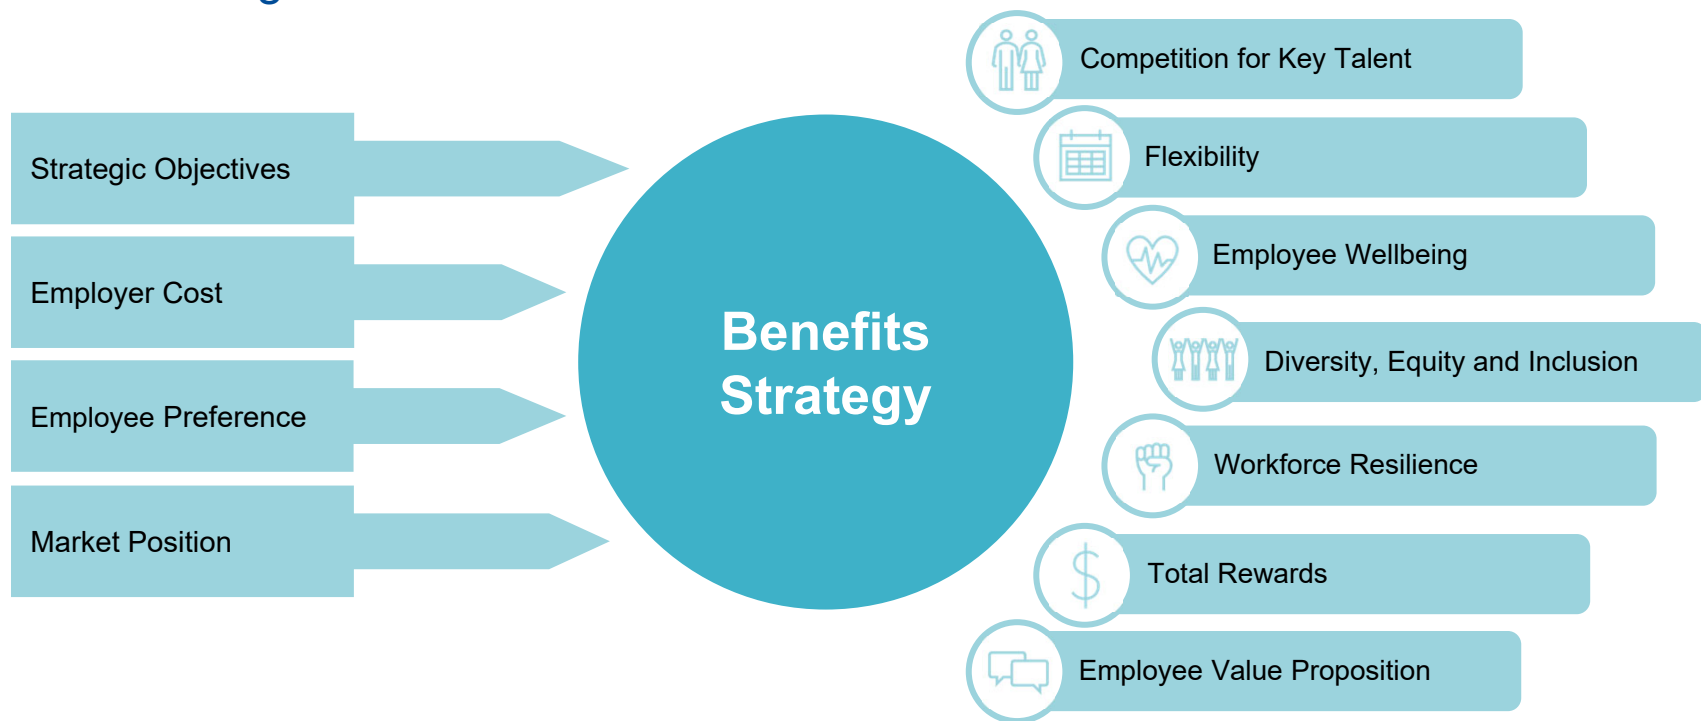 Strategic Objectives
Employer Cost
Employee Preference
Market Position
Benefits
Strategy
Competition for Key Talent
Flexibility
Employee Wellbeing
Diversity, Equity and Inclusion
Workforce Resilience
Total Rewards
Employee Value Proposition